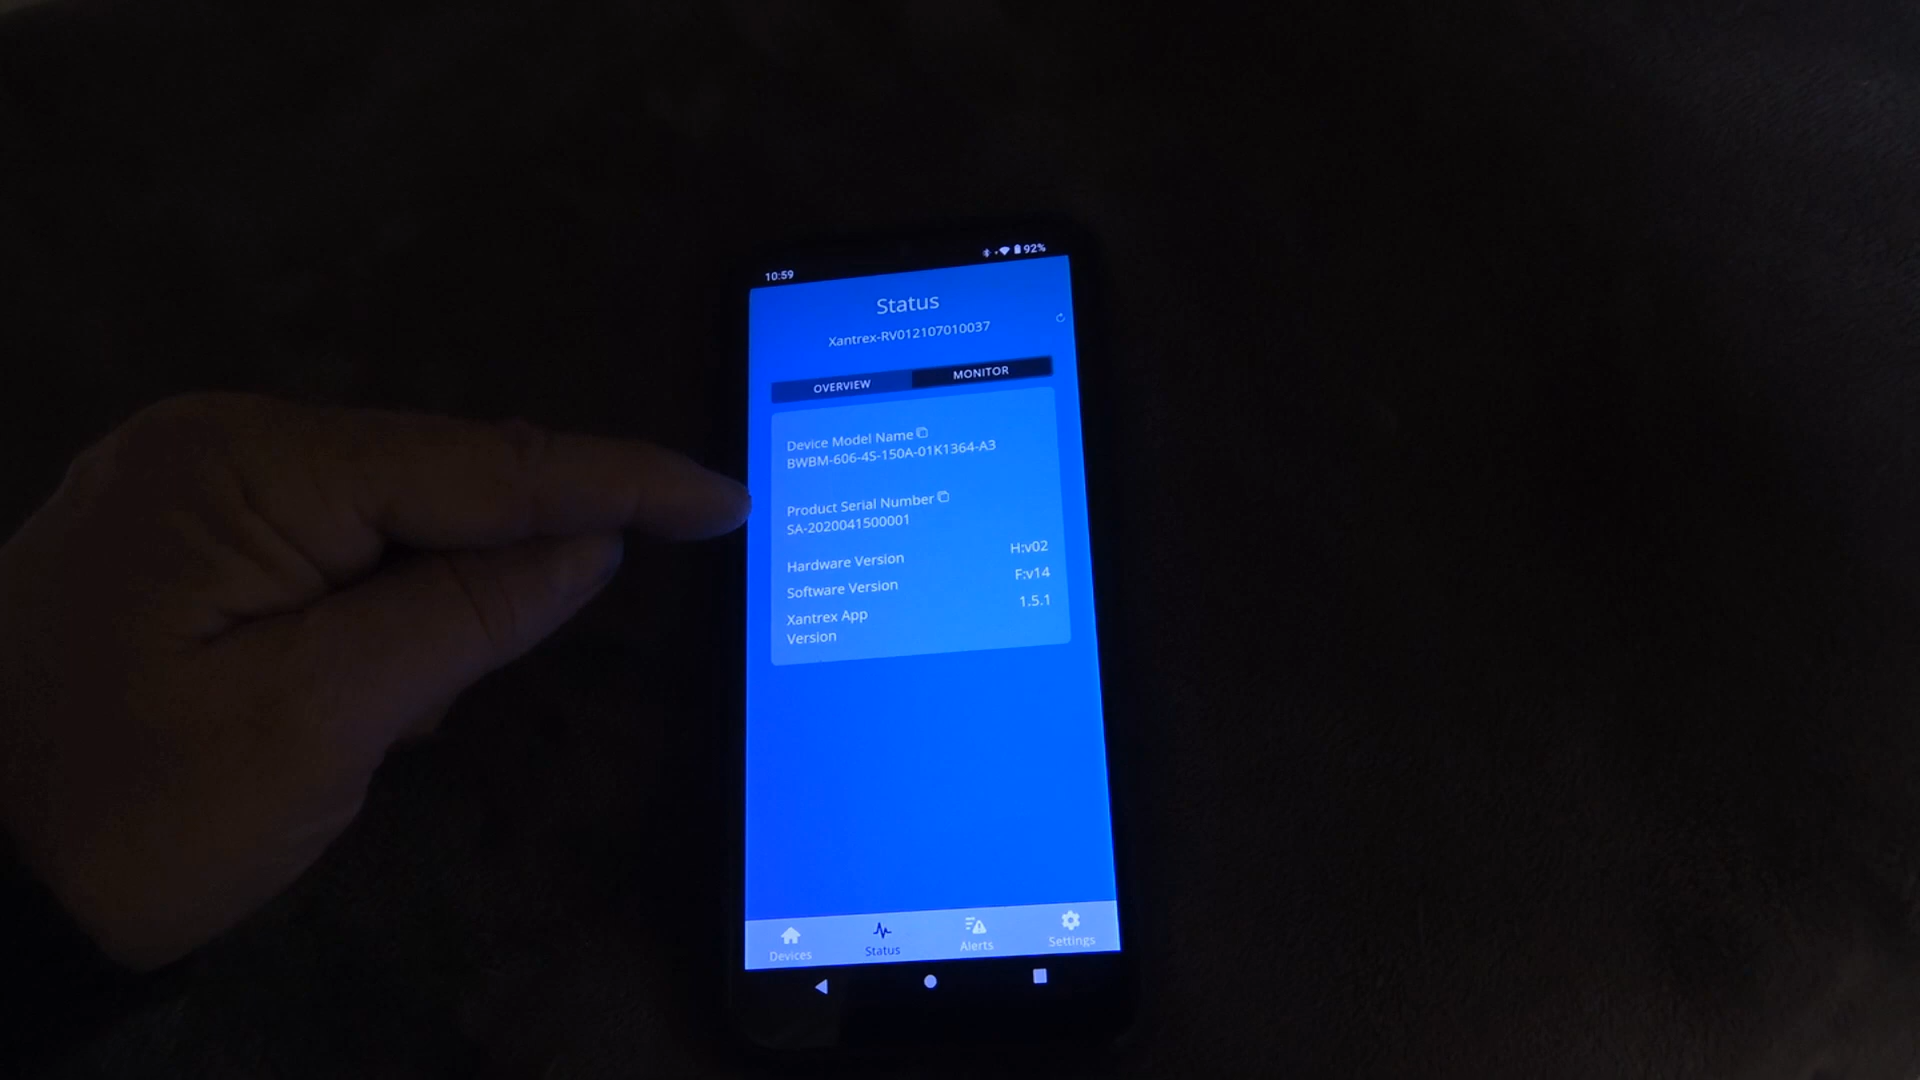 10:59
92%
Status
Xantrex-RV012107010037
OVERVIEW MONITOR
Device Model Name
BWBM-606-4S-150A-01K1364-A3
Product Serial Number
SA-2020041500001
Hardware Version H:v02
Software Version F:v14
Xantrex App Version 1.5.1
Devices Status Alerts Settings